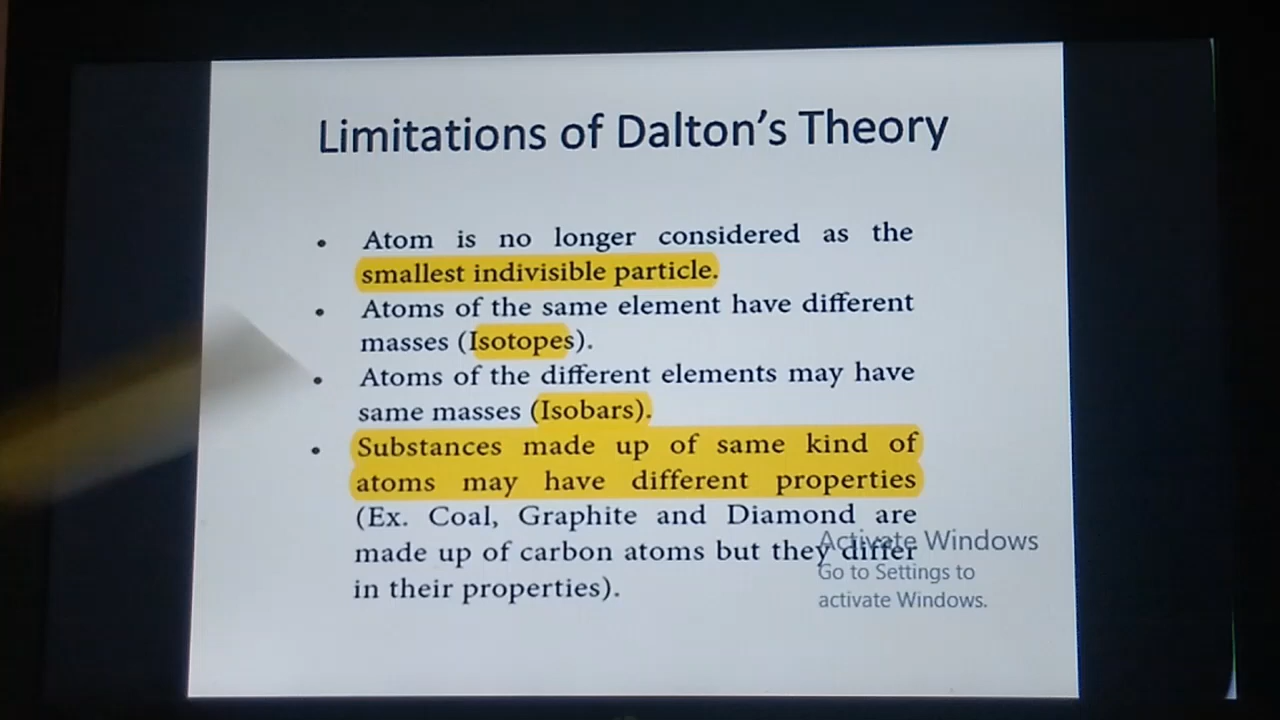 Limitations of Dalton's Theory
• Atom is no longer considered as the
smallest indivisible particle.
• Atoms of the same element have different
masses (Isotopes).
• Atoms of the different elements may have
same masses (Isobars).
• Substances made up of same kind of
atoms may have different properties
(Ex. Coal, Graphite and Diamond are
made up of carbon atoms but they differ
in their properties).
Activate Windows
Go to Settings to
activate Windows.